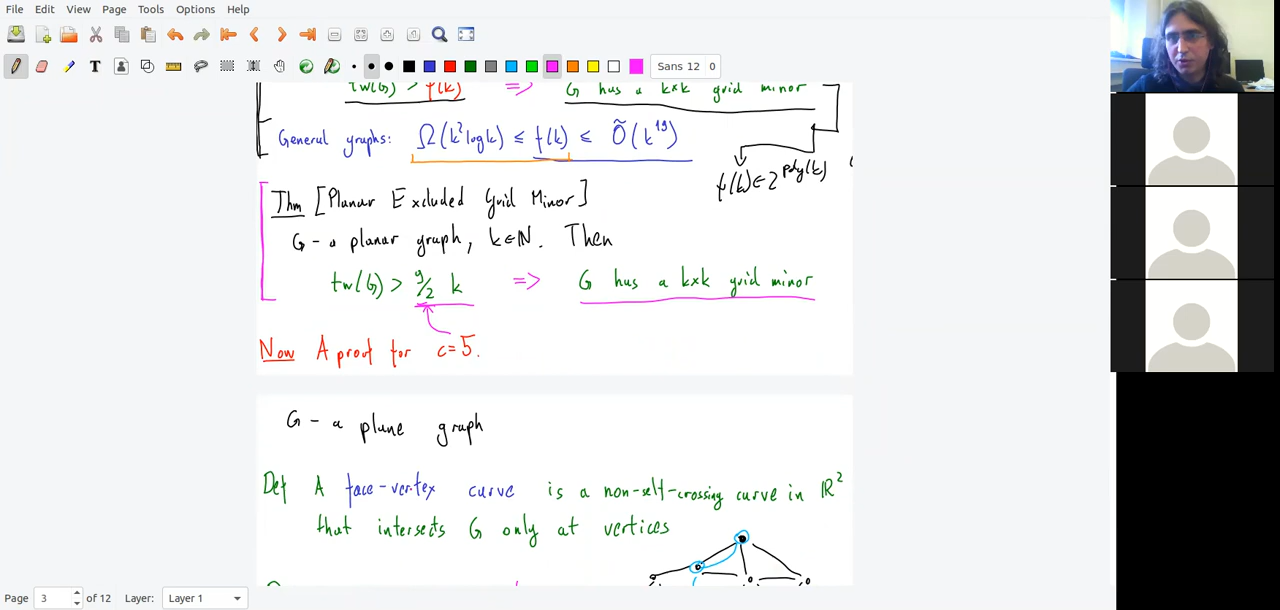 File Edit View Page Tools Options Help
Sans 12 0
tw(G) > f(k) => G has a k×k grid minor
General graphs: Ω(k² log k) ≤ f(k) ≤ Õ(k¹⁹)
f(k) ∈ 2^poly(k)
Thm [Planar Excluded Grid Minor]
G - a planar graph, k∈ℕ. Then
tw(G) > 9/2 k => G has a k×k grid minor
Now A proof for c=5.
G - a plane graph
Def A face-vertex curve is a non-self-crossing curve in ℝ²
that intersects G only at vertices
Page 3 of 12 Layer: Layer 1